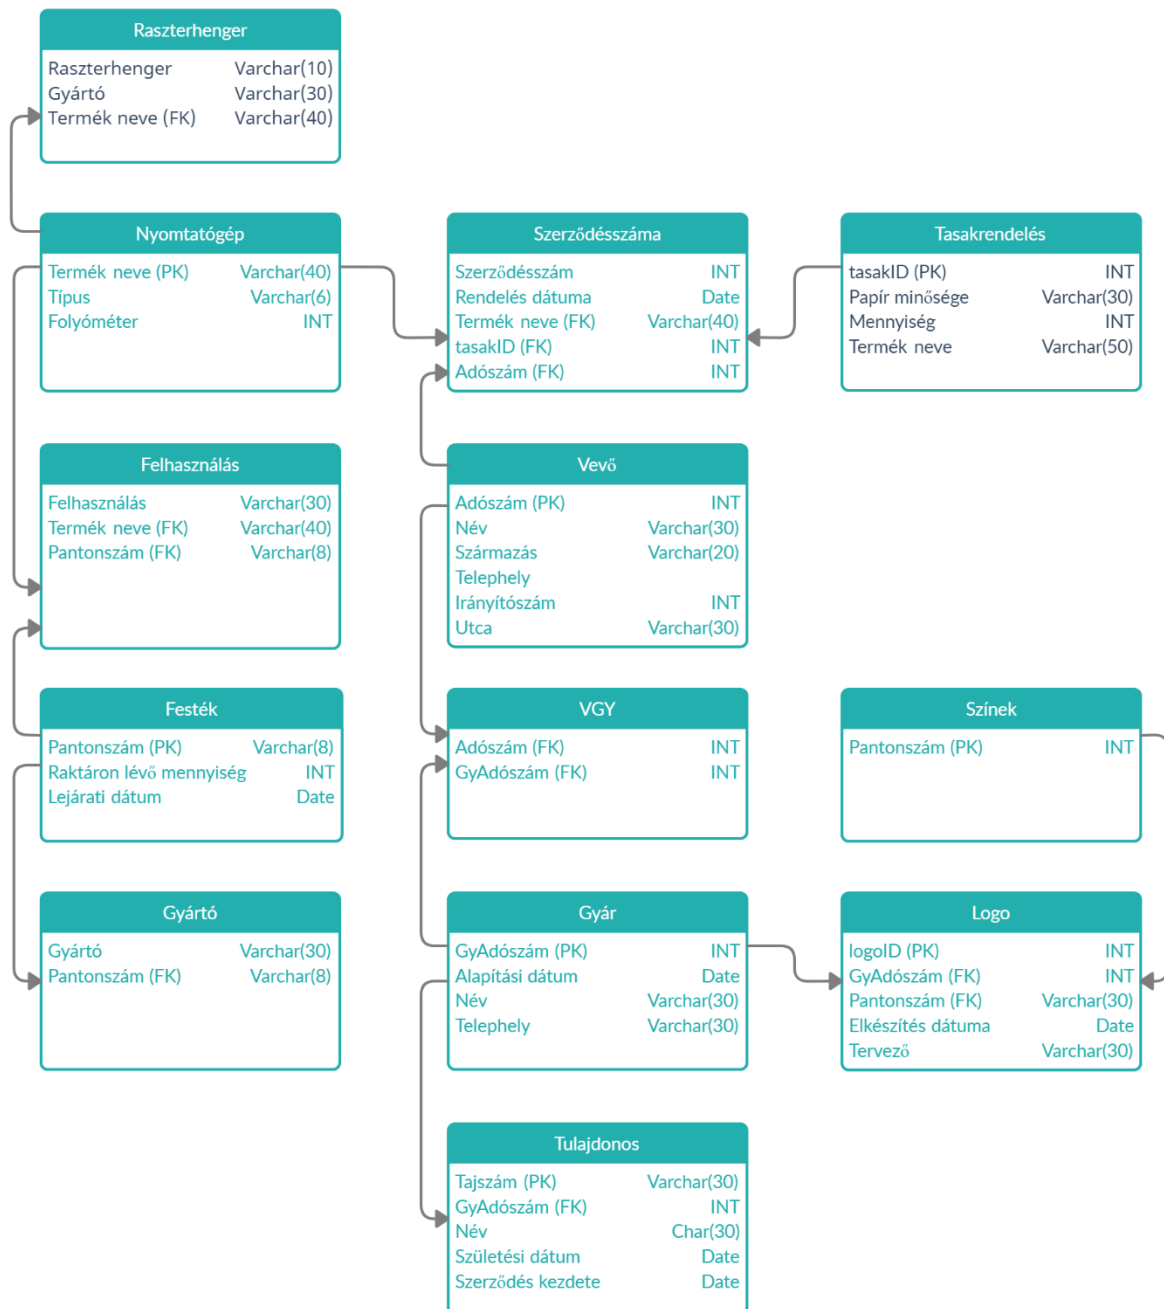 Raszterhenger
Raszterhenger Varchar(10)
Gyártó Varchar(30)
Termék neve (FK) Varchar(40)
Nyomtatógép
Termék neve (PK) Varchar(40)
Típus Varchar(6)
Folyóméter INT
Szerződésszáma
Szerződésszám INT
Rendelés dátuma Date
Termék neve (FK) Varchar(40)
tasakID (FK) INT
Adószám (FK) INT
Tasakrendelés
tasakID (PK) INT
Papír minősége Varchar(30)
Mennyiség INT
Termék neve Varchar(50)
Felhasználás
Felhasználás Varchar(30)
Termék neve (FK) Varchar(40)
Pantonszám (FK) Varchar(8)
Vevő
Adószám (PK) INT
Név Varchar(30)
Származás Varchar(20)
Telephely
Irányítószám INT
Utca Varchar(30)
Festék
Pantonszám (PK) Varchar(8)
Raktáron lévő mennyiség INT
Lejárati dátum Date
VGY
Adószám (FK) INT
GyAdószám (FK) INT
Színek
Pantonszám (PK) INT
Gyártó
Gyártó Varchar(30)
Pantonszám (FK) Varchar(8)
Gyár
GyAdószám (PK) INT
Alapítási dátum Date
Név Varchar(30)
Telephely Varchar(30)
Logo
logoID (PK) INT
GyAdószám (FK) INT
Pantonszám (FK) Varchar(30)
Elkészítés dátuma Date
Tervező Varchar(30)
Tulajdonos
Tajszám (PK) Varchar(30)
GyAdószám (FK) INT
Név Char(30)
Születési dátum Date
Szerződés kezdete Date